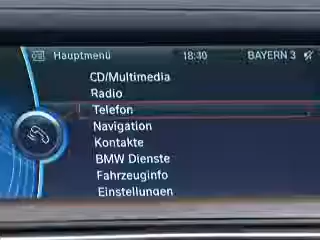 Hauptmenü 18:30 BAYERN 3
CD/Multimedia
Radio
Telefon
Navigation
Kontakte
BMW Dienste
Fahrzeuginfo
Einstellungen